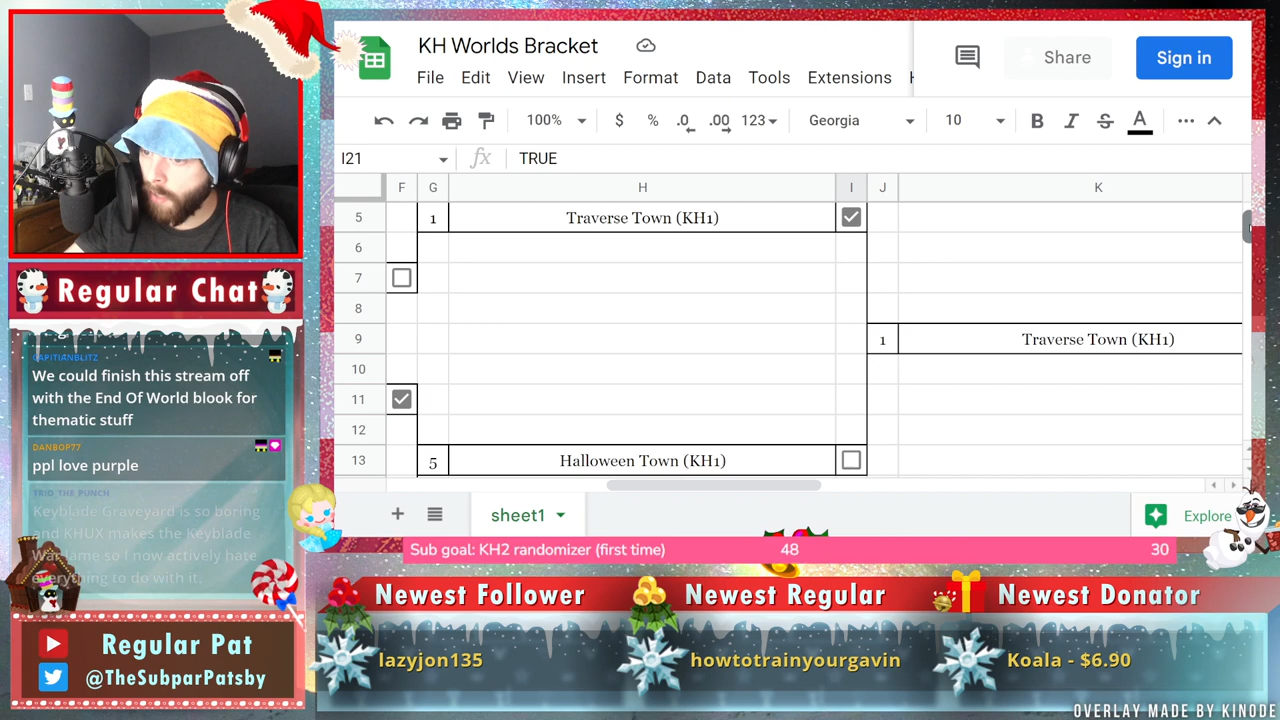 KH Worlds Bracket
File Edit View Insert Format Data Tools Extensions
Share
Sign in
100% $ % .0 .00 123 Georgia 10 B I S A
I21 fx TRUE
F G H I J K
5 1 Traverse Town (KH1)
6
7
8
9 1 Traverse Town (KH1)
10
11
12
13 5 Halloween Town (KH1)
+ sheet1 Explore
Regular Chat
CAPITIANBLITZ
We could finish this stream off
with the End Of World blook for
thematic stuff
DANBOP77
ppl love purple
TRIO THE PUNCH
Keyblade Graveyard is so boring
and KHUX makes the Keyblade
War lame so I now actively hate
everything to do with it.
Sub goal: KH2 randomizer (first time) 48 30
Newest Follower Newest Regular Newest Donator
lazyjon135 howtotrainyourgavin Koala - $6.90
Regular Pat
@TheSubparPatsby
OVERLAY MADE BY KINODE